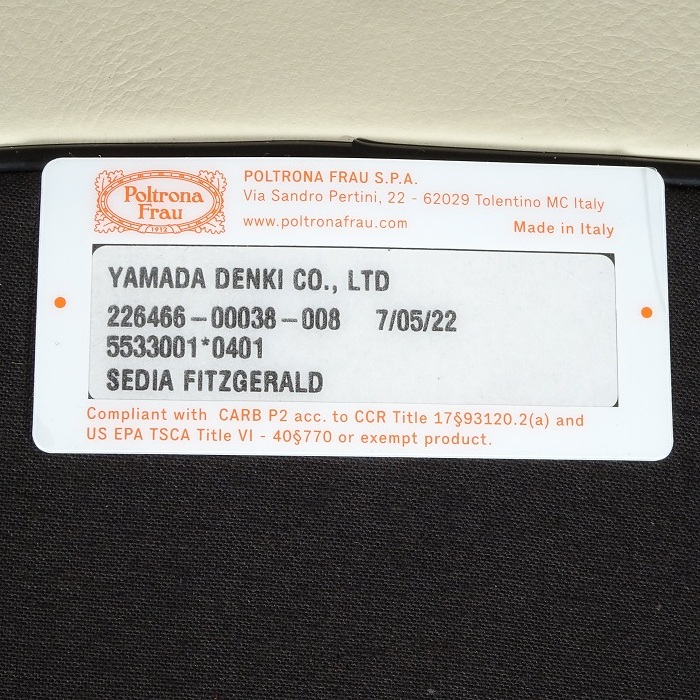 Poltrona
Frau
1912
POLTRONA FRAU S.P.A.
Via Sandro Pertini, 22 - 62029 Tolentino MC Italy
www.poltronafrau.com
Made in Italy
YAMADA DENKI CO., LTD
226466-00038-008 7/05/22
5533001*0401
SEDIA FITZGERALD
Compliant with CARB P2 acc. to CCR Title 17§93120.2(a) and
US EPA TSCA Title VI - 40§770 or exempt product.